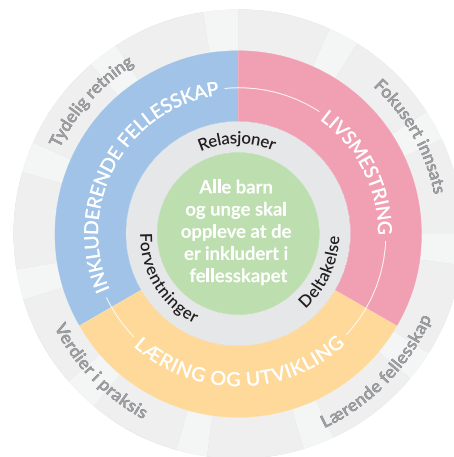 Tydelig retning
Fokusert innsats
INKLUDERENDE FELLESSKAP
LIVSMESTRING
Relasjoner
Alle barn
og unge skal
oppleve at de
er inkludert i
fellesskapet
Forventninger
Deltakelse
LÆRING OG UTVIKLING
Verdier i praksis
Lærende fellesskap